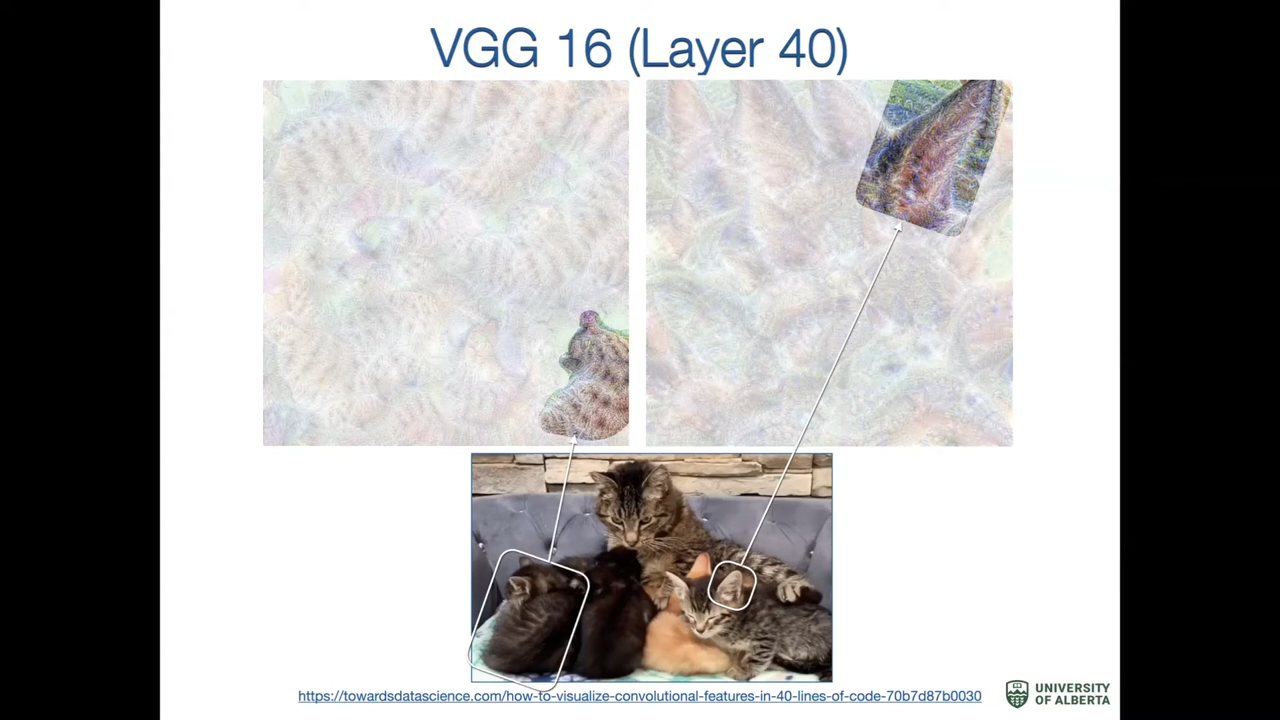 VGG 16 (Layer 40)
https://towardsdatascience.com/how-to-visualize-convolutional-features-in-40-lines-of-code-70b7d87b0030
UNIVERSITY
OF ALBERTA